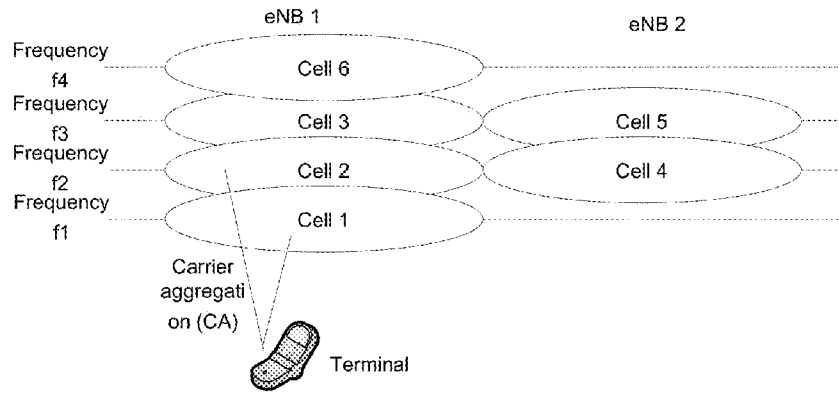 eNB 1
eNB 2
Frequency
f4
Cell 6
Frequency
f3
Cell 3
Cell 5
Frequency
f2
Cell 2
Cell 4
Frequency
f1
Cell 1
Carrier
aggregati
on (CA)
Terminal